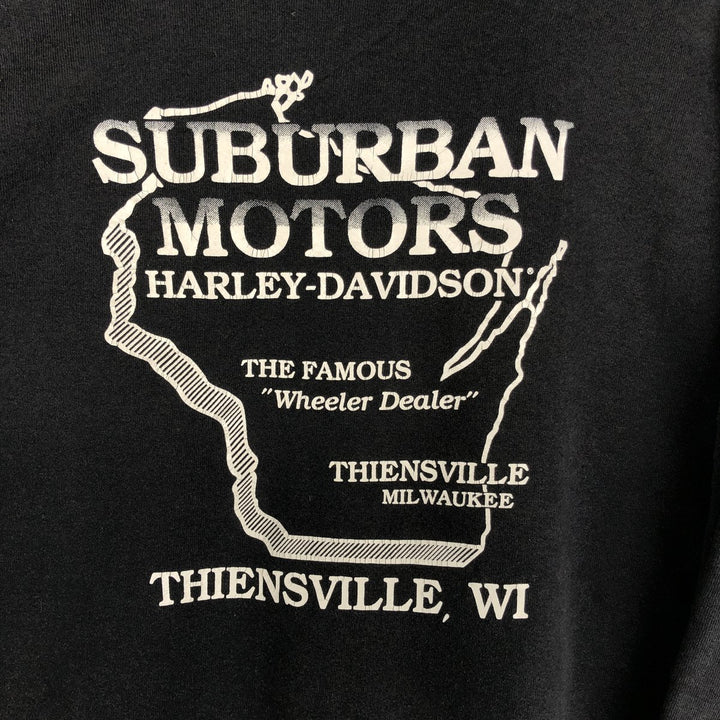 SUBURBAN
MOTORS
HARLEY-DAVIDSON®
THE FAMOUS
"Wheeler Dealer"
THIENSVILLE
MILWAUKEE
THIENSVILLE, WI